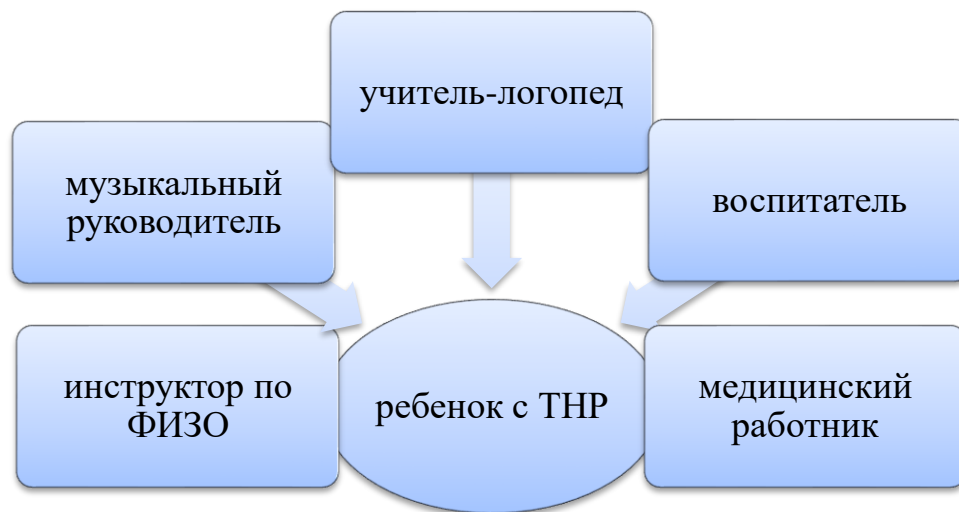 учитель-логопед
музыкальный
руководитель
воспитатель
инструктор по
ФИЗО
ребенок с ТНР
медицинский
работник